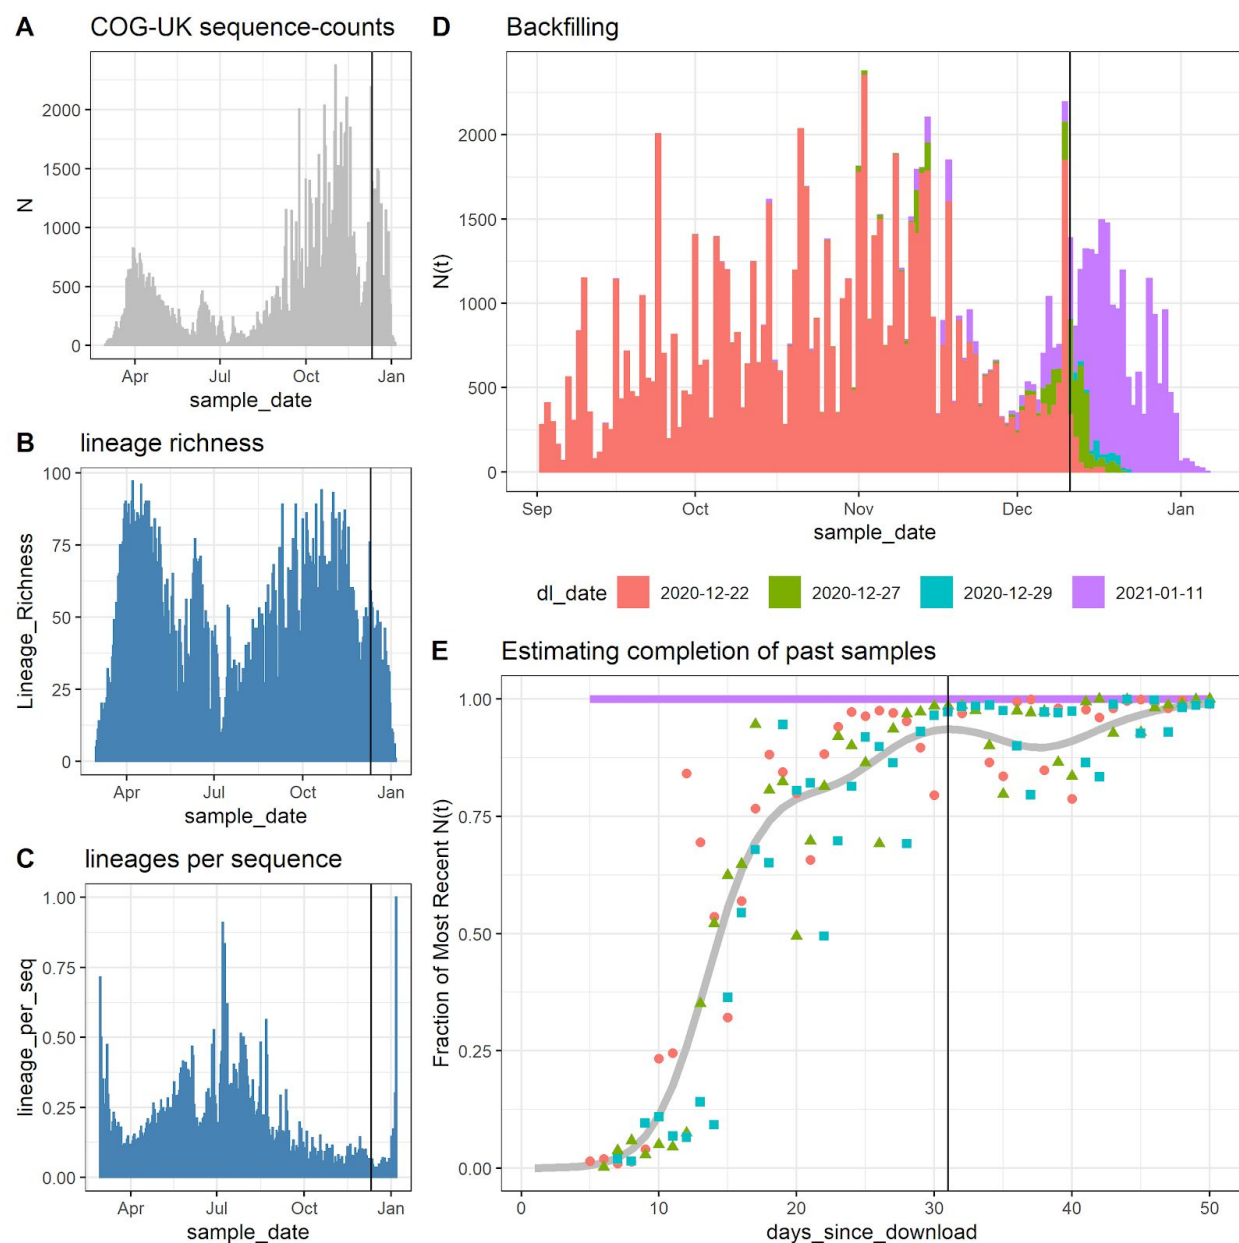 A COG-UK sequence-counts
N
2000
1500
1000
500
0
Apr Jul Oct Jan
sample_date
B lineage richness
Lineage_Richness
100
75
50
25
0
Apr Jul Oct Jan
sample_date
C lineages per sequence
lineage_per_seq
1.00
0.75
0.50
0.25
0.00
Apr Jul Oct Jan
sample_date
D Backfilling
N(t)
2000
1500
1000
500
0
Sep Oct Nov Dec Jan
sample_date
dl_date 2020-12-22 2020-12-27 2020-12-29 2021-01-11
E Estimating completion of past samples
Fraction of Most Recent N(t)
1.00
0.75
0.50
0.25
0.00
0 10 20 30 40 50
days_since_download